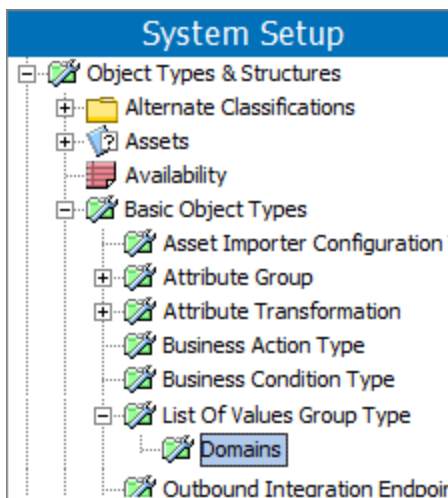 System Setup
Object Types & Structures
Alternate Classifications
Assets
Availability
Basic Object Types
Asset Importer Configuration
Attribute Group
Attribute Transformation
Business Action Type
Business Condition Type
List Of Values Group Type
Domains
Outbound Integration